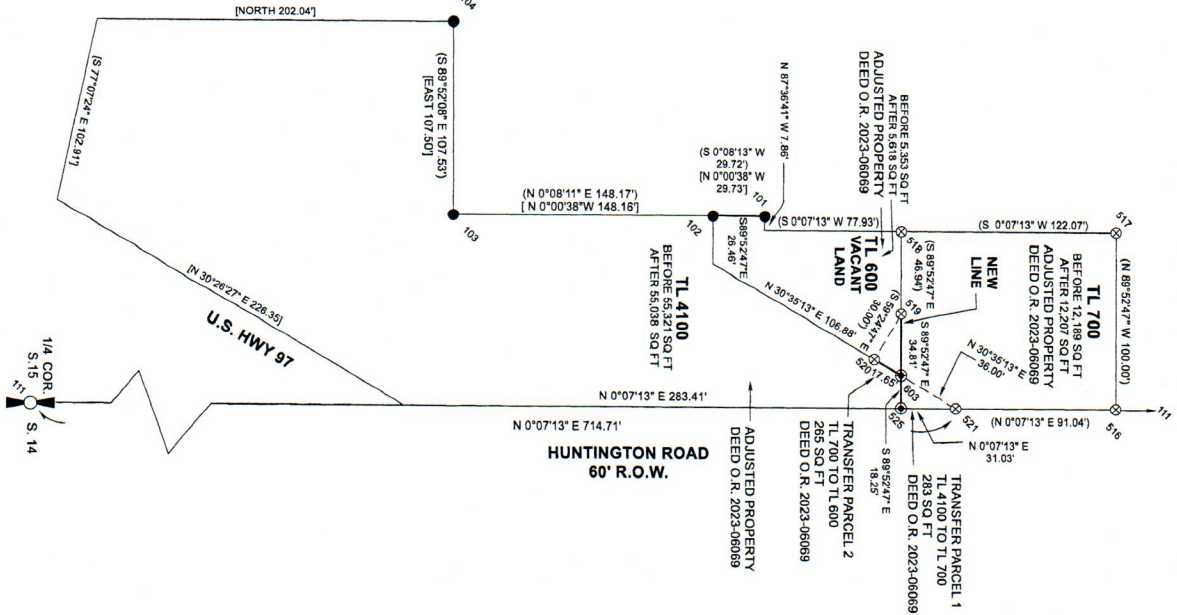 [NORTH 202.04']
04
[S 77°07'24" E 102.91']
(S 89°52'08" E 107.53')
[EAST 107.50']
103
(N 0°08'11" E 148.17')
[ N 0°00'38"W 148.16']
102
(S 0°08'13" W
29.72')
[N 0°00'38" W
29.73']
101
N 87°36'41" W 7.86'
(S 0°07'13" W 77.93')
S89°52'47"E
26.46'
ADJUSTED PROPERTY
DEED O.R. 2023-06069
BEFORE 5,353 SQ FT
AFTER 5,618 SQ FT
TL 600
VACANT
LAND
518
(S 0°07'13" W 122.07')
517
(N 89°52'47" W 100.00')
TL 700
BEFORE 12,189 SQ FT
AFTER 12,207 SQ FT
ADJUSTED PROPERTY
DEED O.R. 2023-06069
NEW
LINE
(S 89°52'47"E
46.94')
519
(S 59°24'47" E
30.00')
S 89°52'47" E
34.81'
N 30°35'13" E
36.00'
N 30°35'13" E 106.88'
520
17.65'
603
525
521
516
111
(N 0°07'13" E 91.04')
N 0°07'13" E
31.03'
S 89°52'47" E
18.25'
TL 4100
BEFORE 55,321 SQ FT
AFTER 55,038 SQ FT
[N 30°26'27" E 226.35]
U.S. HWY 97
N 0°07'13" E 283.41'
N 0°07'13" E 714.71'
HUNTINGTON ROAD
60' R.O.W.
ADJUSTED PROPERTY
DEED O.R. 2023-06069
TRANSFER PARCEL 2
TL 700 TO TL 600
265 SQ FT
DEED O.R. 2023-06069
TRANSFER PARCEL 1
TL 4100 TO TL 700
283 SQ FT
DEED O.R. 2023-06069
1/4 COR.
S.15
S. 14
111